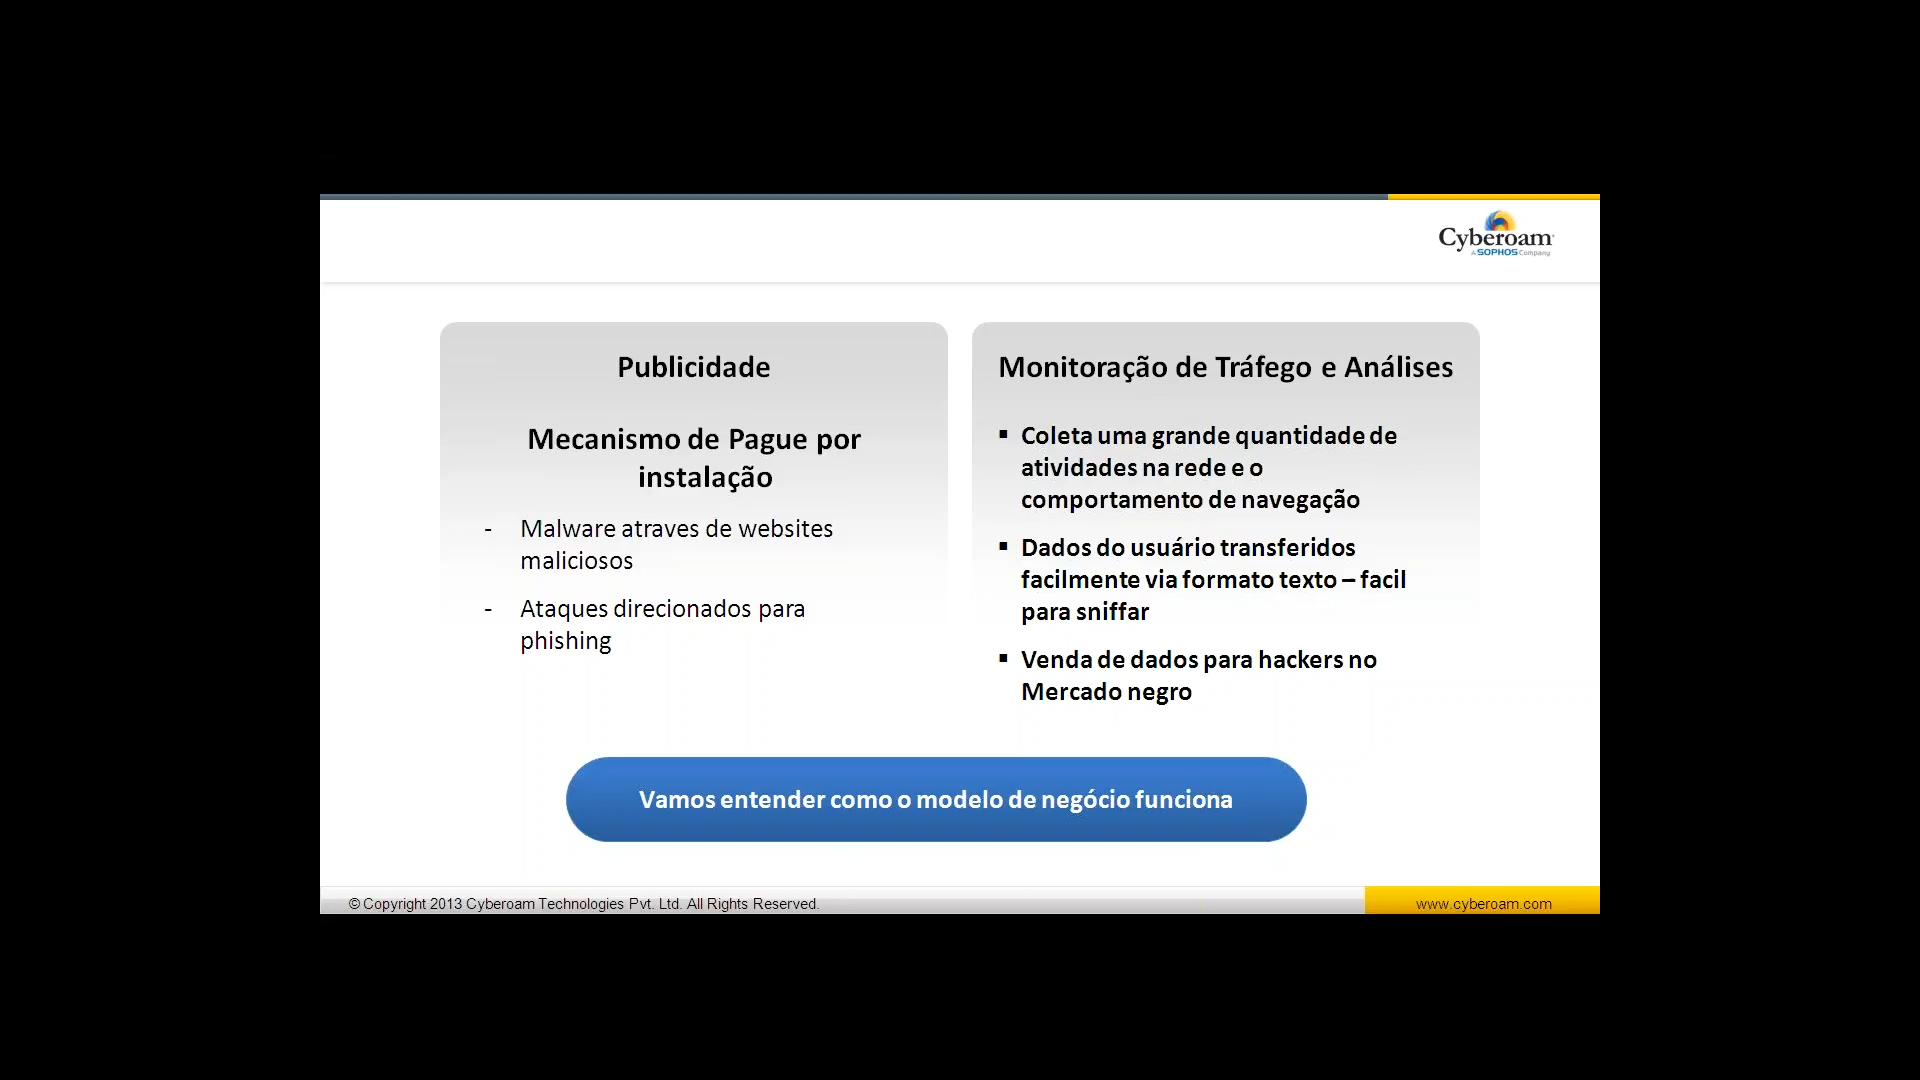 Cyberoam
A SOPHOS Company
Publicidade
Mecanismo de Pague por
instalação
- Malware atraves de websites
maliciosos
- Ataques direcionados para
phishing
Monitoração de Tráfego e Análises
▪ Coleta uma grande quantidade de
atividades na rede e o
comportamento de navegação
▪ Dados do usuário transferidos
facilmente via formato texto – facil
para sniffar
▪ Venda de dados para hackers no
Mercado negro
Vamos entender como o modelo de negócio funciona
© Copyright 2013 Cyberoam Technologies Pvt. Ltd. All Rights Reserved.
www.cyberoam.com